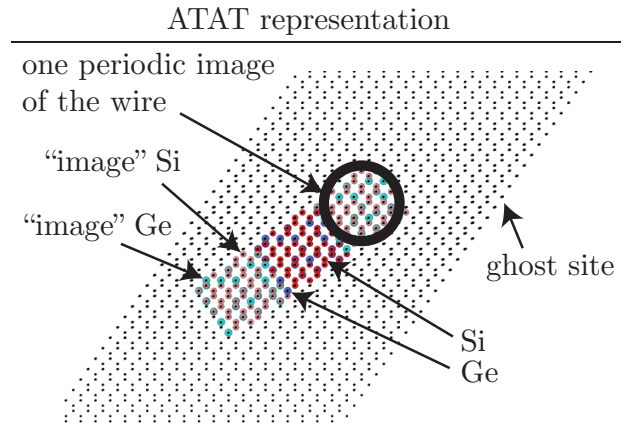 ATAT representation
one periodic image
of the wire
“image” Si
“image” Ge
ghost site
Si
Ge